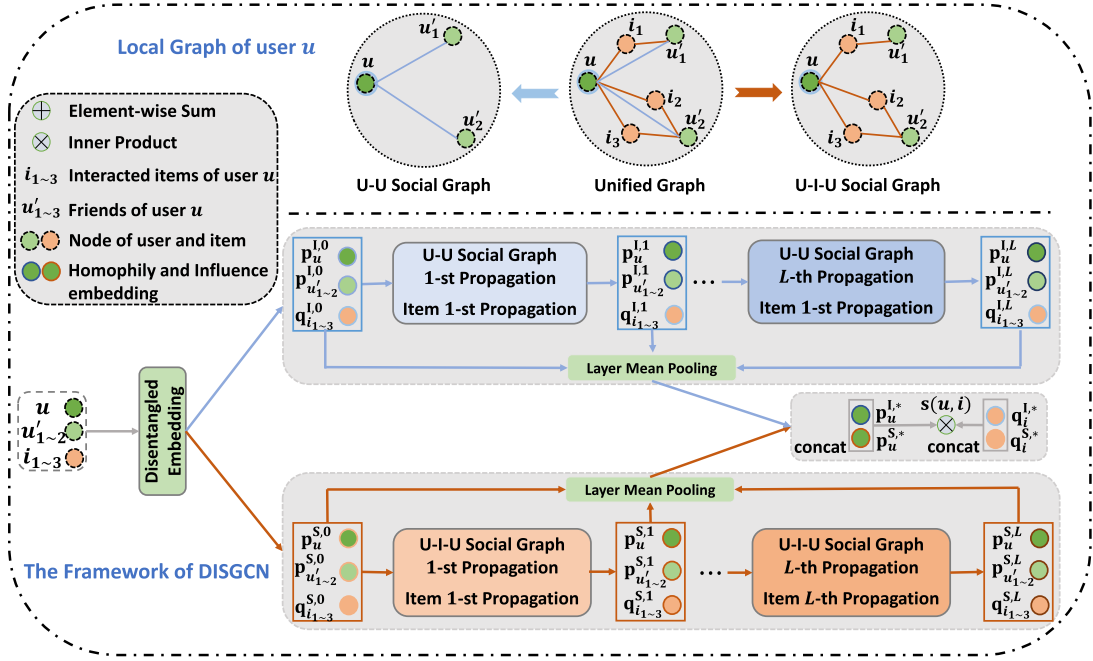 Local Graph of user u
Element-wise Sum
Inner Product
i₁~₃ Interacted items of user u
u′₁~₃ Friends of user u
Node of user and item
Homophily and Influence
embedding
u
u′₁
u′₂
U-U Social Graph
u
i₁
u′₁
i₂
u′₂
i₃
Unified Graph
u
i₁
u′₁
i₂
u′₂
i₃
U-I-U Social Graph
p_u^{I,0}
p_{u′₁~₂}^{I,0}
q_{i₁~₃}^{I,0}
U-U Social Graph
1-st Propagation
Item 1-st Propagation
p_u^{I,1}
p_{u′₁~₂}^{I,1}
q_{i₁~₃}^{I,1}
...
U-U Social Graph
L-th Propagation
Item 1-st Propagation
p_u^{I,L}
p_{u′₁~₂}^{I,L}
q_{i₁~₃}^{I,L}
Layer Mean Pooling
u
u′₁~₂
i₁~₃
Disentangled
Embedding
p_u^{I,*}
p_u^{S,*}
concat
s(u, i)
q_i^{I,*}
q_i^{S,*}
concat
Layer Mean Pooling
The Framework of DISGCN
p_u^{S,0}
p_{u′₁~₂}^{S,0}
q_{i₁~₃}^{S,0}
U-I-U Social Graph
1-st Propagation
Item 1-st Propagation
p_u^{S,1}
p_{u′₁~₂}^{S,1}
q_{i₁~₃}^{S,1}
...
U-I-U Social Graph
L-th Propagation
Item L-th Propagation
p_u^{S,L}
p_{u′₁~₂}^{S,L}
q_{i₁~₃}^{S,L}